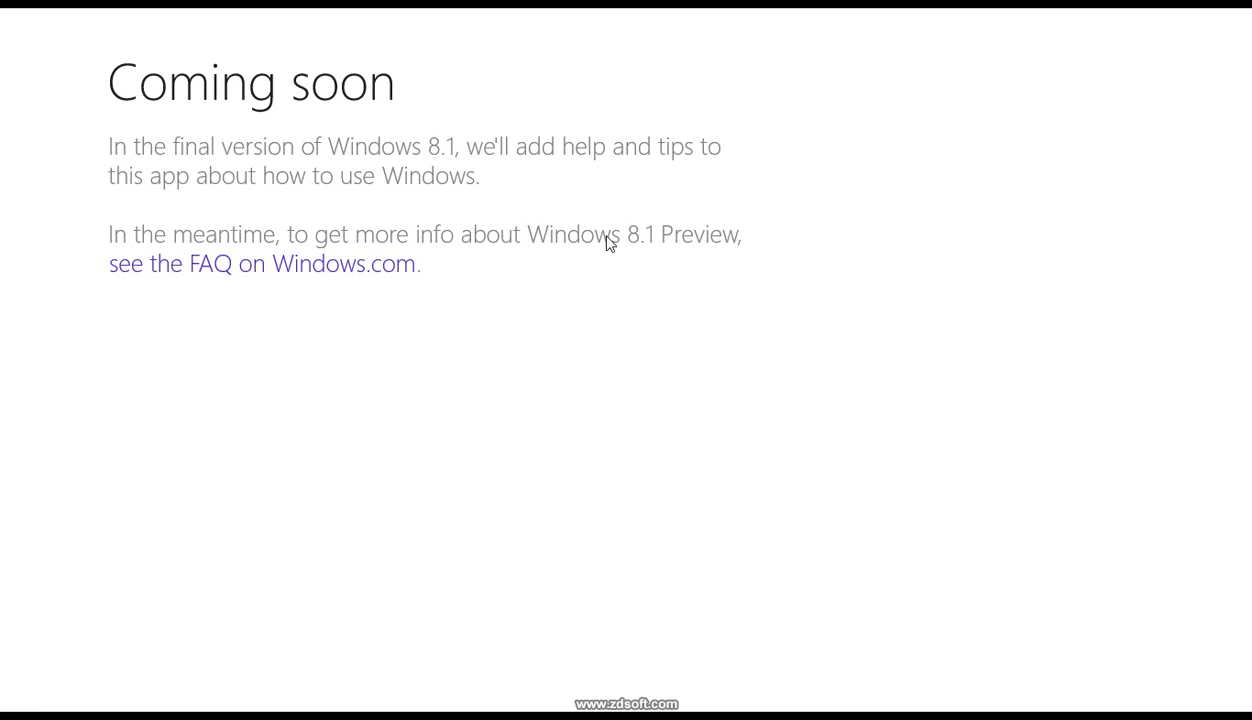 Coming soon
In the final version of Windows 8.1, we'll add help and tips to
this app about how to use Windows.
In the meantime, to get more info about Windows 8.1 Preview,
see the FAQ on Windows.com.
www.zdsoft.com